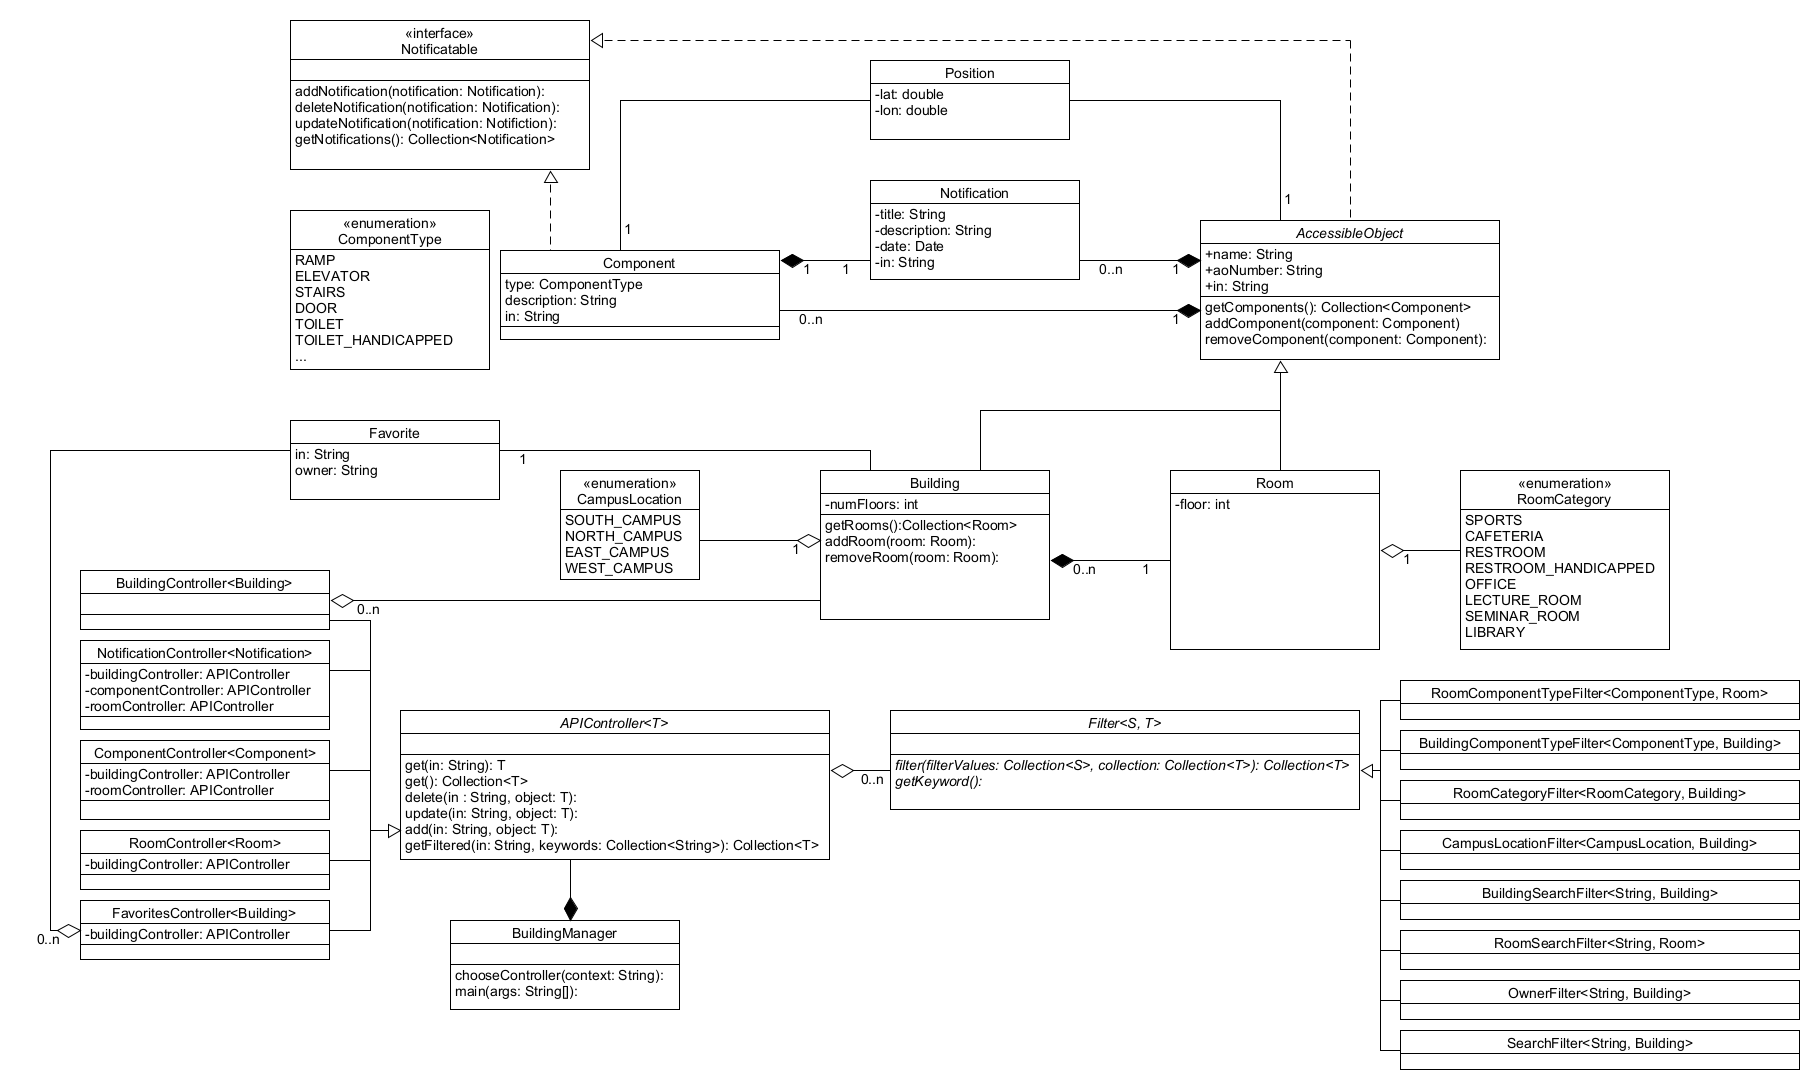 «interface»
Notificatable
addNotification(notification: Notification):
deleteNotification(notification: Notification):
updateNotification(notification: Notifiction):
getNotifications(): Collection<Notification>
Position
-lat: double
-lon: double
«enumeration»
ComponentType
RAMP
ELEVATOR
STAIRS
DOOR
TOILET
TOILET_HANDICAPPED
...
1
Component
type: ComponentType
description: String
in: String
1
1
0..n
Notification
-title: String
-description: String
-date: Date
-in: String
0..n
1
1
1
AccessibleObject
+name: String
+aoNumber: String
+in: String
getComponents(): Collection<Component>
addComponent(component: Component)
removeComponent(component: Component):
Favorite
in: String
owner: String
1
«enumeration»
CampusLocation
SOUTH_CAMPUS
NORTH_CAMPUS
EAST_CAMPUS
WEST_CAMPUS
1
Building
-numFloors: int
getRooms():Collection<Room>
addRoom(room: Room):
removeRoom(room: Room):
0..n
1
Room
-floor: int
1
«enumeration»
RoomCategory
SPORTS
CAFETERIA
RESTROOM
RESTROOM_HANDICAPPED
OFFICE
LECTURE_ROOM
SEMINAR_ROOM
LIBRARY
BuildingController<Building>
0..n
NotificationController<Notification>
-buildingController: APIController
-componentController: APIController
-roomController: APIController
ComponentController<Component>
-buildingController: APIController
-roomController: APIController
RoomController<Room>
-buildingController: APIController
FavoritesController<Building>
-buildingController: APIController
0..n
APIController<T>
get(in: String): T
get(): Collection<T>
delete(in : String, object: T):
update(in: String, object: T):
add(in: String, object: T):
getFiltered(in: String, keywords: Collection<String>): Collection<T>
0..n
Filter<S, T>
filter(filterValues: Collection<S>, collection: Collection<T>): Collection<T>
getKeyword():
BuildingManager
chooseController(context: String):
main(args: String[]):
RoomComponentTypeFilter<ComponentType, Room>
BuildingComponentTypeFilter<ComponentType, Building>
RoomCategoryFilter<RoomCategory, Building>
CampusLocationFilter<CampusLocation, Building>
BuildingSearchFilter<String, Building>
RoomSearchFilter<String, Room>
OwnerFilter<String, Building>
SearchFilter<String, Building>